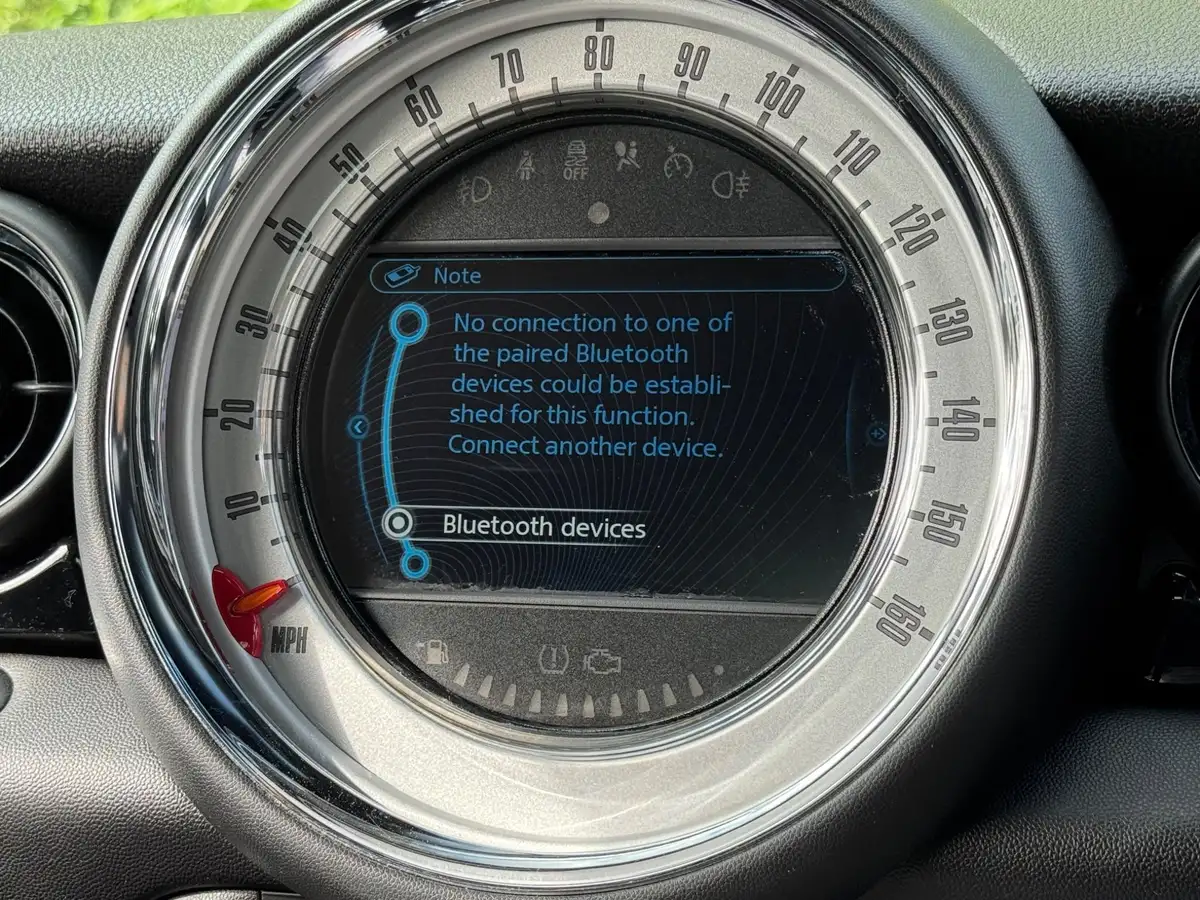 80
70
90
60
100
50
110
OFF
40
120
Note
30
No connection to one of
130
the paired Bluetooth
devices could be establi-
20
shed for this function.
140
Connect another device.
10
Bluetooth devices
150
MPH
160